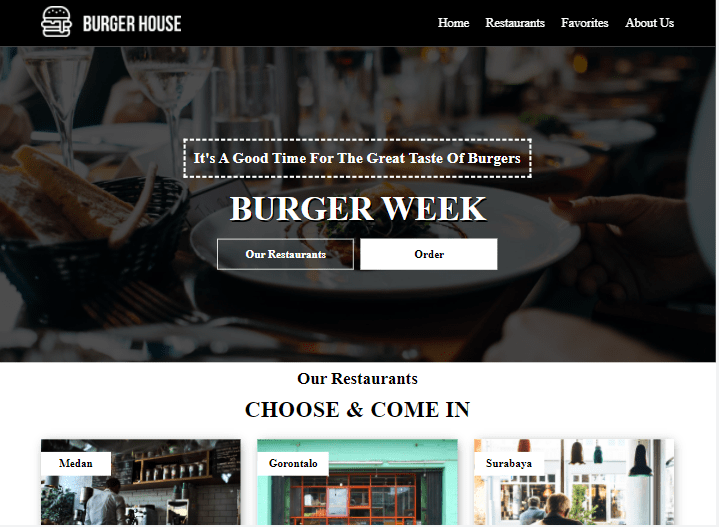 BURGER HOUSE
Home Restaurants Favorites About Us
It's A Good Time For The Great Taste Of Burgers
BURGER WEEK
Our Restaurants Order
Our Restaurants
CHOOSE & COME IN
Medan Gorontalo Surabaya